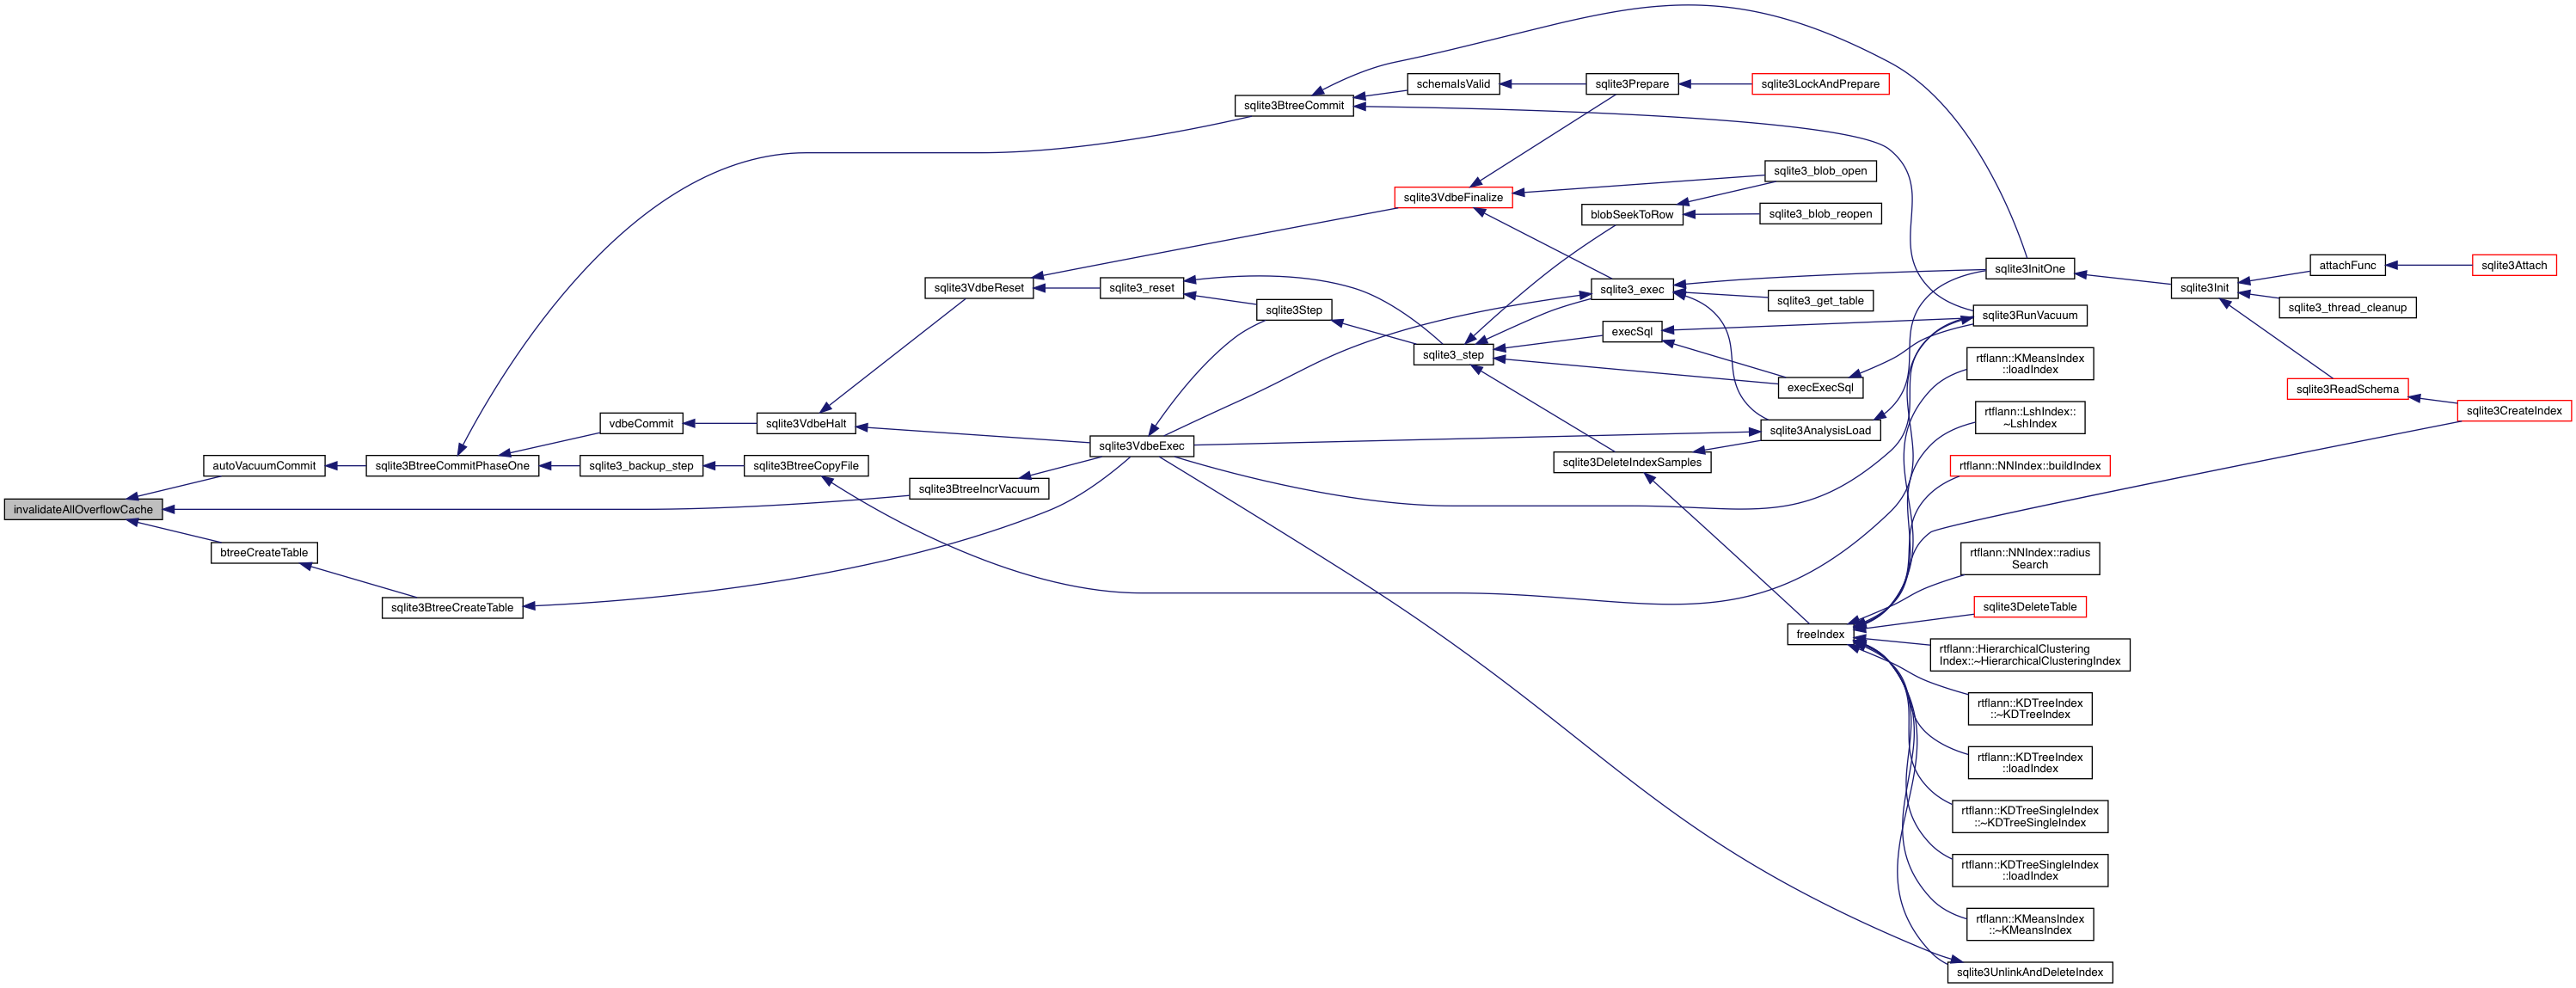 invalidateAllOverflowCache
autoVacuumCommit
btreeCreateTable
sqlite3BtreeCommitPhaseOne
sqlite3BtreeCreateTable
vdbeCommit
sqlite3_backup_step
sqlite3VdbeHalt
sqlite3BtreeCopyFile
sqlite3VdbeReset
sqlite3BtreeIncrVacuum
sqlite3_reset
sqlite3VdbeExec
sqlite3BtreeCommit
sqlite3Step
schemaIsValid
sqlite3VdbeFinalize
sqlite3_step
sqlite3Prepare
blobSeekToRow
sqlite3_exec
execSql
sqlite3DeleteIndexSamples
sqlite3LockAndPrepare
sqlite3_blob_open
sqlite3_blob_reopen
sqlite3_get_table
execExecSql
sqlite3AnalysisLoad
freeIndex
sqlite3InitOne
sqlite3RunVacuum
rtflann::KMeansIndex
::loadIndex
rtflann::LshIndex::
~LshIndex
rtflann::NNIndex::buildIndex
rtflann::NNIndex::radius
Search
sqlite3DeleteTable
rtflann::HierarchicalClustering
Index::~HierarchicalClusteringIndex
rtflann::KDTreeIndex
::~KDTreeIndex
rtflann::KDTreeIndex
::loadIndex
rtflann::KDTreeSingleIndex
::~KDTreeSingleIndex
rtflann::KDTreeSingleIndex
::loadIndex
rtflann::KMeansIndex
::~KMeansIndex
sqlite3UnlinkAndDeleteIndex
sqlite3Init
attachFunc
sqlite3_thread_cleanup
sqlite3ReadSchema
sqlite3Attach
sqlite3CreateIndex